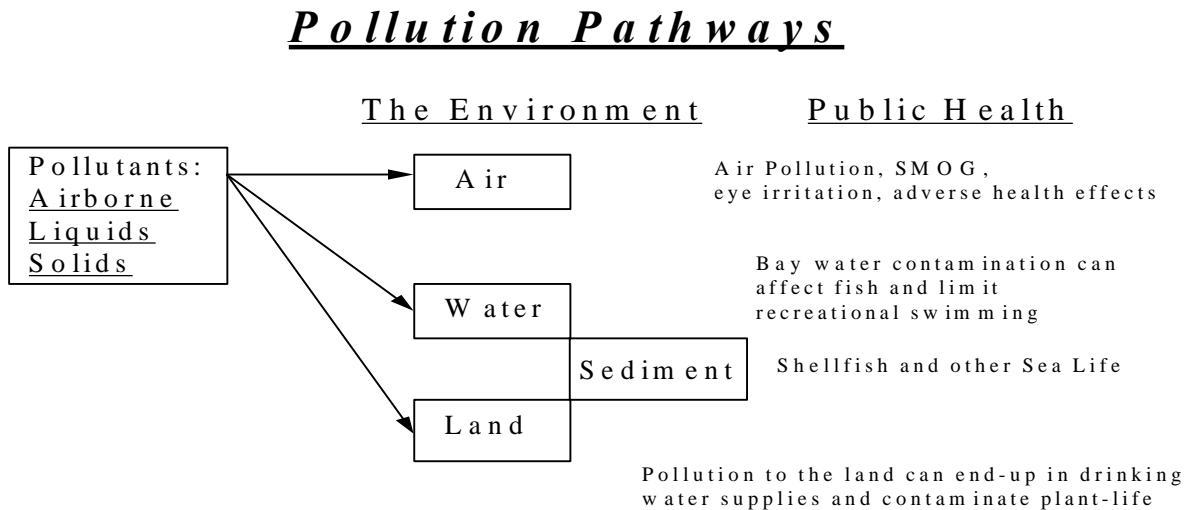 Pollution Pathways
The Environment
Public Health
Pollutants:
Airborne
Liquids
Solids
Air
Air Pollution, SMOG,
eye irritation, adverse health effects
Water
Bay water contamination can
affect fish and limit
recreational swimming
Sediment
Shellfish and other Sea Life
Land
Pollution to the land can end-up in drinking
water supplies and contaminate plant-life